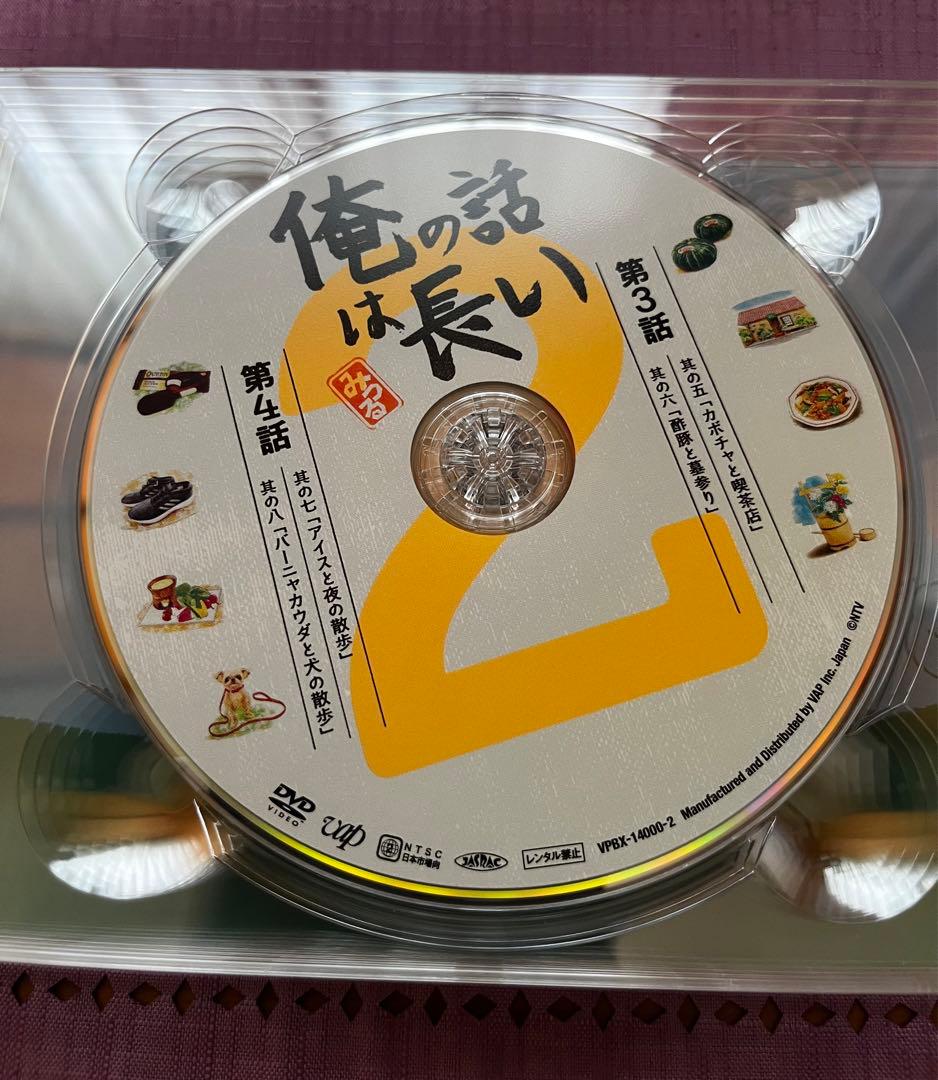 俺の話
は長い
みつる
第3話
其の五「カボチャと喫茶店」
其の六「酢豚と墓参り」
第4話
其の七「アイスと夜の散歩」
其の八「バーニャカウダと犬の散歩」
2
DVD
VIDEO
vap
2
NTSC
日本市場向
JASRAC
レンタル禁止
VPBX-14000-2 Manufactured and Distributed by VAP Inc. Japan ©NTV